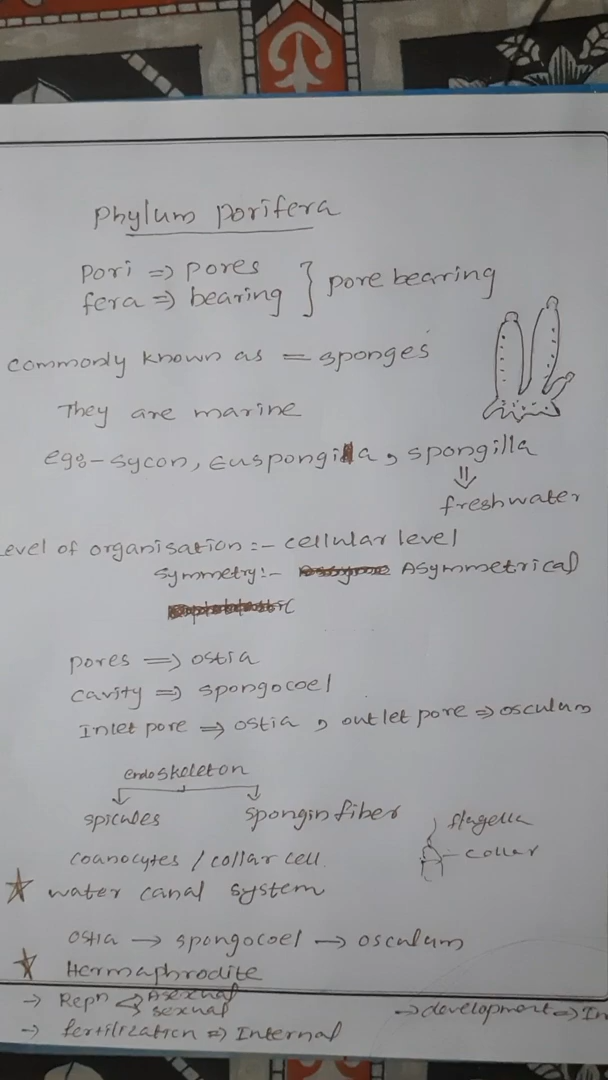 Phylum Porifera
Pori => Pores
fera => bearing } Pore bearing
commonly known as = sponges
They are marine
eg:- sycon, Euspongia, spongilla
⇓
freshwater
Level of organisation :- cellular level
Symmetry:- Asymmetrical
pores => ostia
cavity => spongocoel
Inlet pore => ostia, outlet pore => osculum
endoskeleton
spicules spongin fiber
flagella
coanocytes / collar cell - collar
☆ water canal system
ostia → spongocoel → osculum
☆ Hermaphrodite
→ Repn Asexual
sexual
→ development => In
→ fertilization => Internal